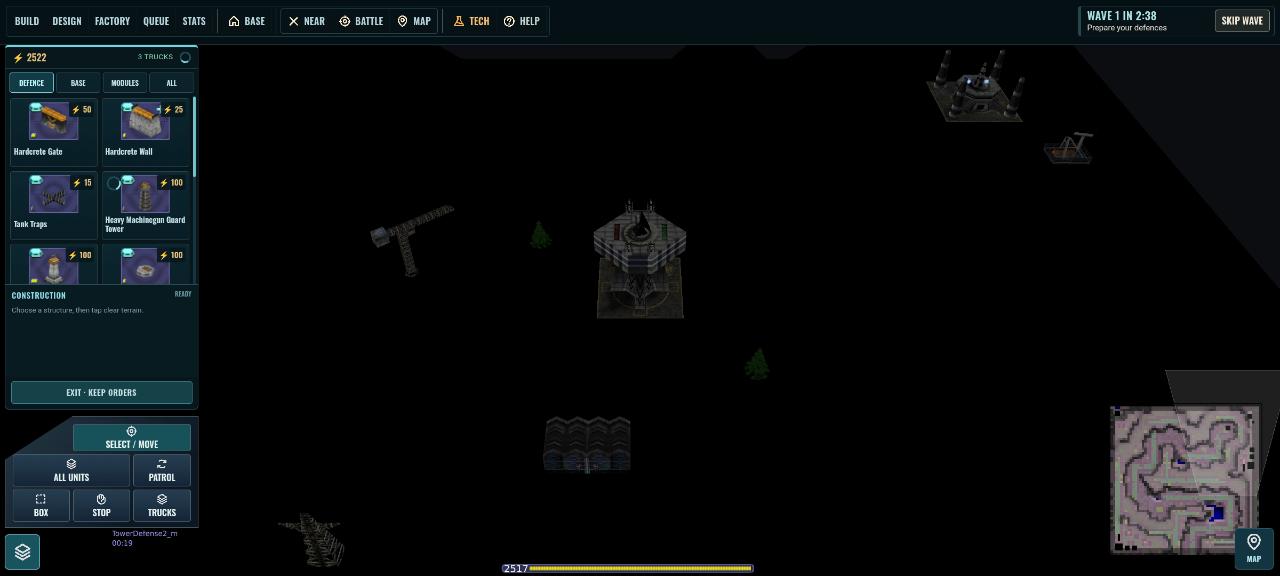 BUILD DESIGN FACTORY QUEUE STATS BASE NEAR BATTLE MAP TECH HELP
WAVE 1 IN 2:38
Prepare your defences
SKIP WAVE
2522 3 TRUCKS
DEFENCE BASE MODULES ALL
50 25
Hardcrete Gate Hardcrete Wall
15 100
Tank Traps Heavy Machinegun Guard Tower
100 100
CONSTRUCTION READY
Choose a structure, then tap clear terrain.
EXIT · KEEP ORDERS
SELECT / MOVE
ALL UNITS PATROL
BOX STOP TRUCKS
TowerDefense2_m
00:19
2517
MAP